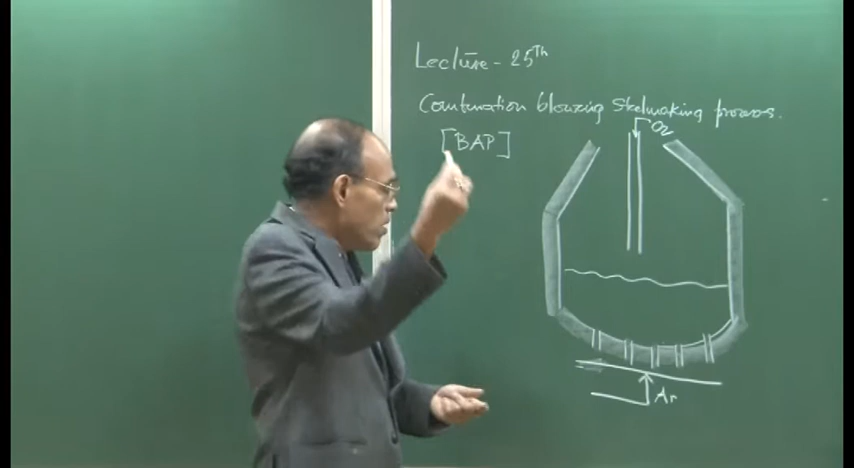 Lecture - 25th
Combination blowing Steelmaking process.
[BAP]
O2
Ar